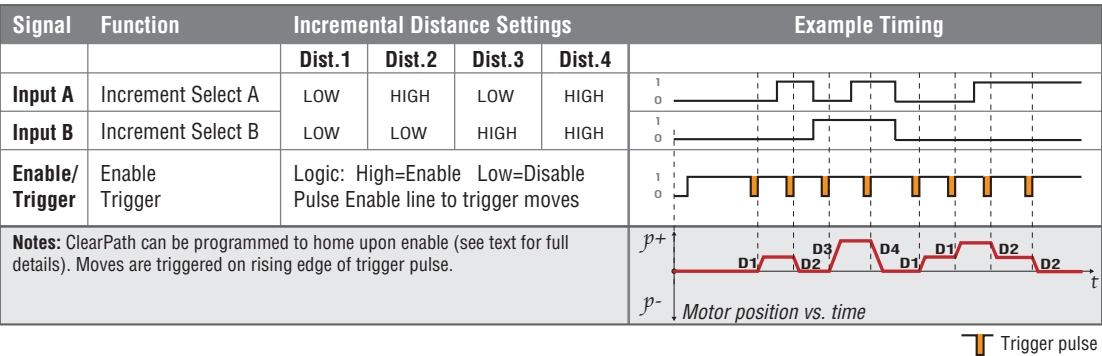 Signal Function Incremental Distance Settings Example Timing
Dist.1 Dist.2 Dist.3 Dist.4
Input A Increment Select A LOW HIGH LOW HIGH
1
0
Input B Increment Select B LOW LOW HIGH HIGH
1
0
Enable/ Enable Logic: High=Enable Low=Disable
Trigger Trigger Pulse Enable line to trigger moves
1
0
Notes: ClearPath can be programmed to home upon enable (see text for full
details). Moves are triggered on rising edge of trigger pulse.
p+
D1 D2 D3 D4 D1 D1 D2 D2
t
p- Motor position vs. time
Trigger pulse